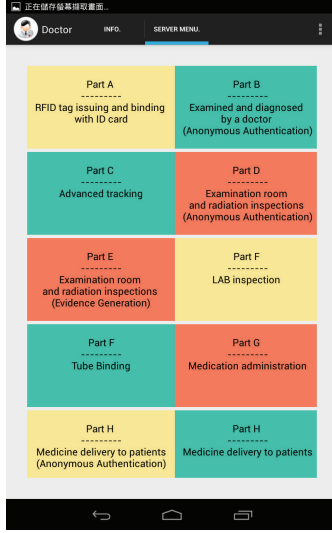 正在儲存螢幕擷取畫面...
Doctor
INFO.
SERVER MENU.
Part A
---------
RFID tag issuing and binding
with ID card
Part B
---------
Examined and diagnosed
by a doctor
(Anonymous Authentication)
Part C
---------
Advanced tracking
Part D
---------
Examination room
and radiation inspections
(Anonymous Authentication)
Part E
---------
Examination room
and radiation inspections
(Evidence Generation)
Part F
---------
LAB inspection
Part F
---------
Tube Binding
Part G
---------
Medication administration
Part H
---------
Medicine delivery to patients
(Anonymous Authentication)
Part H
---------
Medicine delivery to patients